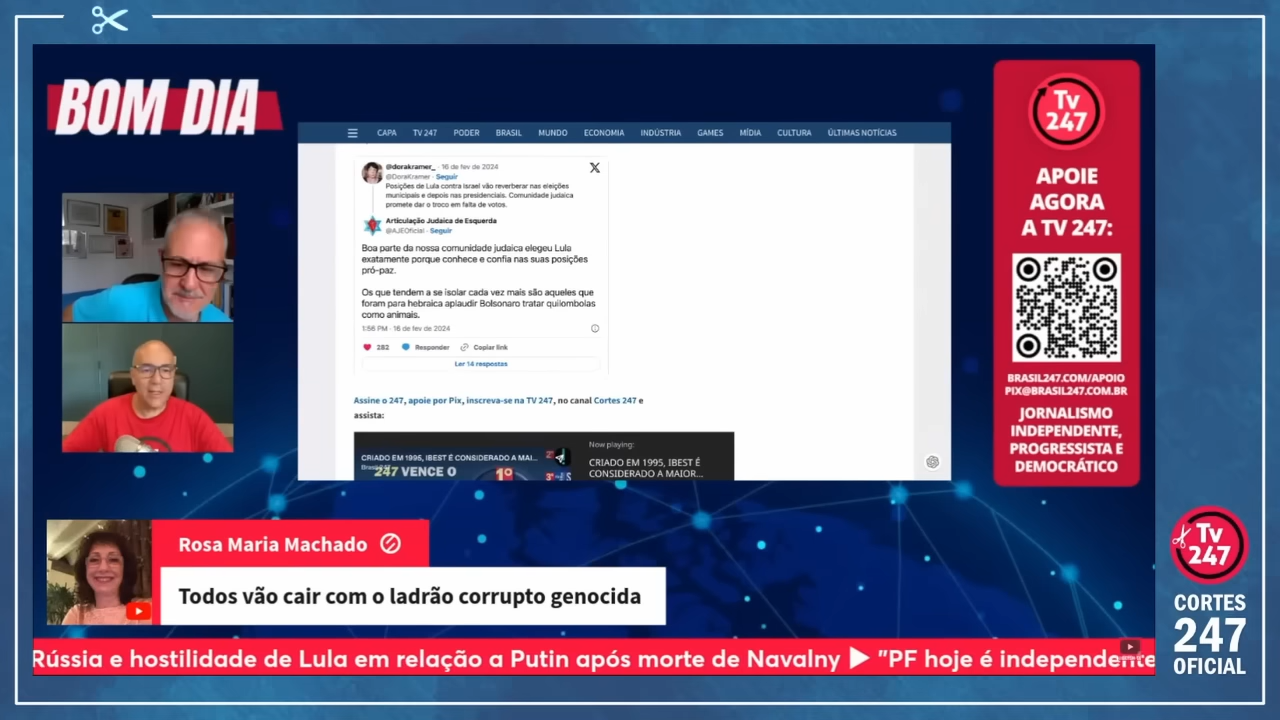 BOM DIA
CAPA TV 247 PODER BRASIL MUNDO ECONOMIA INDÚSTRIA GAMES MÍDIA CULTURA ÚLTIMAS NOTÍCIAS
@dorakramer_ · 16 de fev de 2024
@DoraKramer · Seguir
Posições de Lula contra Israel vão reverberar nas eleições
municipais e depois nas presidenciais. Comunidade judaica
promete dar o troco em falta de votos.
Articulação Judaica de Esquerda
@AJEOficial · Seguir
Boa parte da nossa comunidade judaica elegeu Lula
exatamente porque conhece e confia nas suas posições
pró-paz.
Os que tendem a se isolar cada vez mais são aqueles que
foram para hebraica aplaudir Bolsonaro tratar quilombolas
como animais.
1:56 PM · 16 de fev de 2024
282 Responder Copiar link
Ler 14 respostas
Assine o 247, apoie por Pix, inscreva-se na TV 247, no canal Cortes 247 e
assista:
CRIADO EM 1995, IBEST É CONSIDERADO A MAI...
247 VENCE O 1º
Now playing:
CRIADO EM 1995, IBEST É
CONSIDERADO A MAIOR...
Tv
247
APOIE
AGORA
A TV 247:
BRASIL247.COM/APOIO
PIX@BRASIL247.COM.BR
JORNALISMO
INDEPENDENTE,
PROGRESSISTA E
DEMOCRÁTICO
Rosa Maria Machado
Todos vão cair com o ladrão corrupto genocida
Rússia e hostilidade de Lula em relação a Putin após morte de Navalny ▶ "PF hoje é independente
Tv
247
CORTES
247
OFICIAL